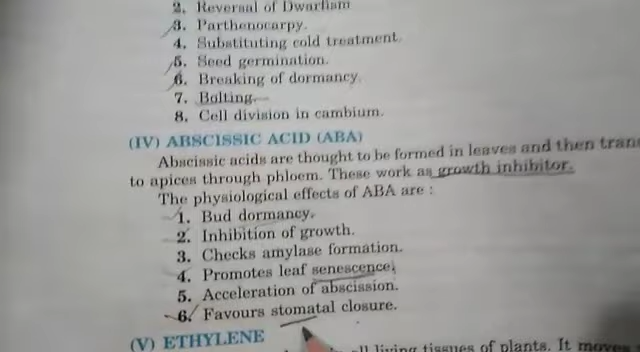 2. Reversal of Dwarfism
3. Parthenocarpy.
4. Substituting cold treatment.
5. Seed germination.
6. Breaking of dormancy.
7. Bolting.
8. Cell division in cambium.
(IV) ABSCISSIC ACID (ABA)
Abscissic acids are thought to be formed in leaves and then trans
to apices through phloem. These work as growth inhibitor.
The physiological effects of ABA are :
1. Bud dormancy.
2. Inhibition of growth.
3. Checks amylase formation.
4. Promotes leaf senescence.
5. Acceleration of abscission.
6. Favours stomatal closure.
(V) ETHYLENE
all living tissues of plants. It moves